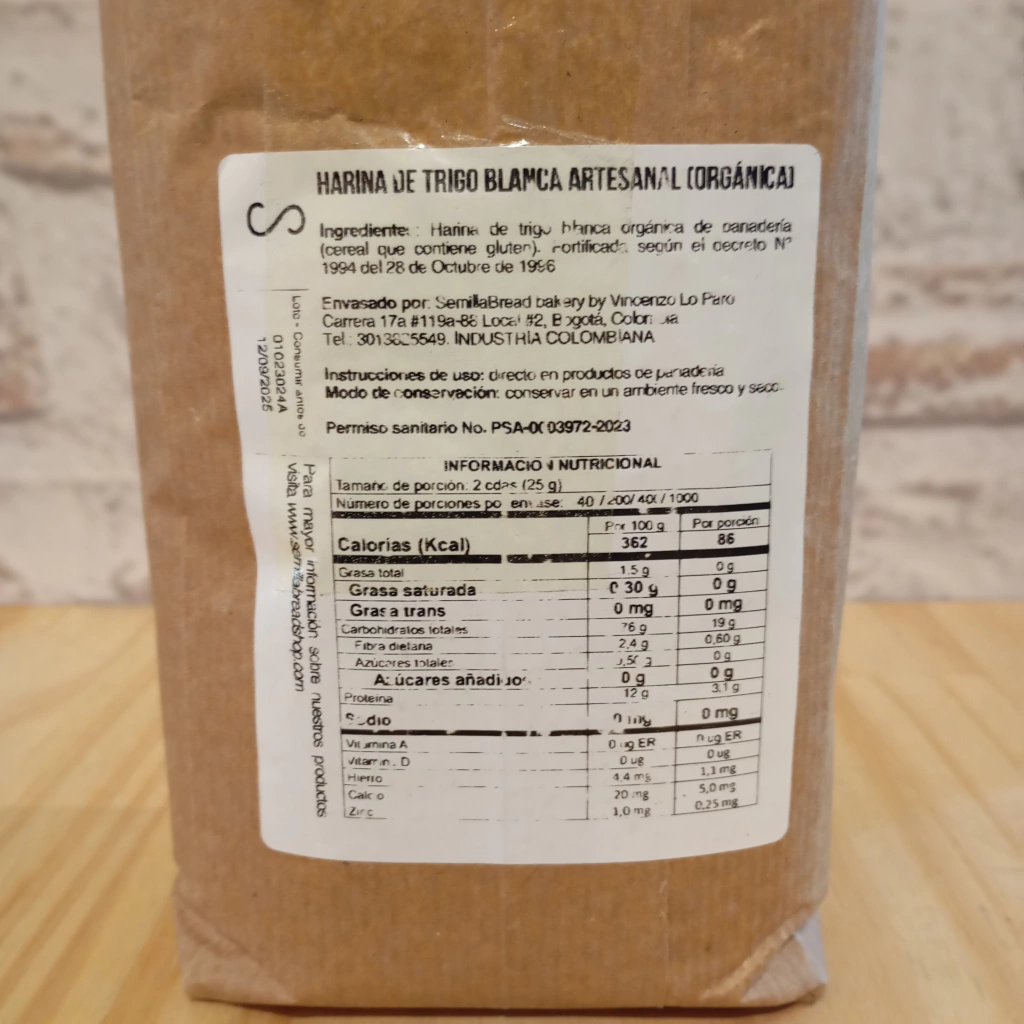 HARINA DE TRIGO BLANCA ARTESANAL (ORGÁNICA)
Ingrediente: Harina de trigo blanca orgánica de panadería
(cereal que contiene gluten). Fortificada según el decreto N°
1994 del 28 de Octubre de 1996
Envasado por: SemillaBread bakery by Vincenzo Lo Paro
Carrera 17a #119a-86 Local #2, Bogotá, Colombia
Tel.: INDUSTRIA COLOMBIANA
Instrucciones de uso: directo en productos de panadería
Modo de conservación: conservar en un ambiente fresco y seco.
Permiso sanitario No. PSA-0003972-2023
Lote - Consumir antes de
01023024A
12/09/2025
Para mayor información sobre nuestros productos
visita www.semillabreadshop.com
INFORMACION NUTRICIONAL
Tamaño de porción: 2 cdas (25 g)
Número de porciones por envase: 40 / 200/ 400 / 1000
Por 100 g Por porción
Calorias (Kcal) 362 86
Grasa total 1.5 g 0 g
Grasa saturada 0 30 g 0 g
Grasa trans 0 mg 0 mg
Carbohidratos totales 76 g 19 g
Fibra dietaria 2,4 g 0,60 g
Azúcares totales 0 g
Azúcares añadidos 0 g 0 g
Proteina 12 g 3.1 g
Sodio 0 mg 0 mg
Vitamina A 0 ug ER 0 ug ER
Vitamina D 0 ug 0 ug
Hierro 4,4 mg 1,1 mg
Calcio 20 mg 5,0 mg
Zinc 1,0 mg 0,25 mg